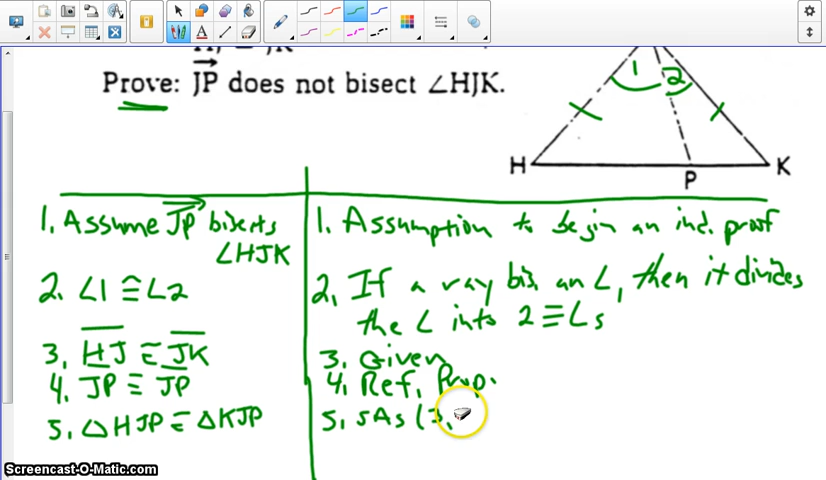 Prove: JP does not bisect ∠HJK.
1 2
H P K
1. Assume JP bisects
∠HJK
1. Assumption to begin an ind. proof
2. ∠1 ≅ ∠2
2. If a ray bis. an ∠, then it divides
the ∠ into 2 ≅ ∠s
3. HJ ≅ JK
3. Given
4. JP ≅ JP
4. Ref. Prop.
5. △HJP ≅ △KJP
5. SAS (3,
Screencast-O-Matic.com